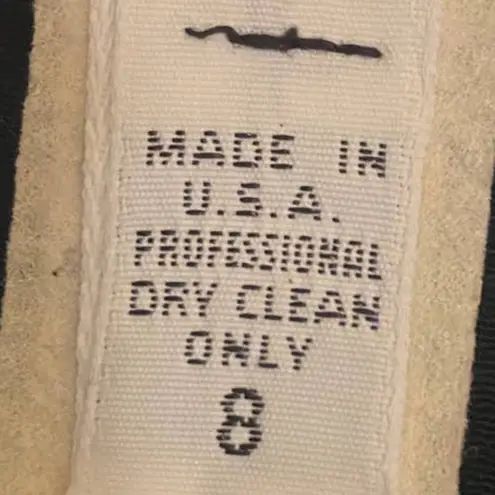 MADE IN
U.S.A.
PROFESSIONAL
DRY CLEAN
ONLY
8